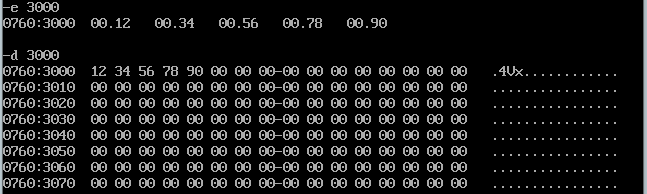 -e 3000
0760:3000  00.12   00.34   00.56   00.78   00.90
-d 3000
0760:3000  12 34 56 78 90 00 00 00-00 00 00 00 00 00 00 00   .4Vx............
0760:3010  00 00 00 00 00 00 00 00-00 00 00 00 00 00 00 00   ................
0760:3020  00 00 00 00 00 00 00 00-00 00 00 00 00 00 00 00   ................
0760:3030  00 00 00 00 00 00 00 00-00 00 00 00 00 00 00 00   ................
0760:3040  00 00 00 00 00 00 00 00-00 00 00 00 00 00 00 00   ................
0760:3050  00 00 00 00 00 00 00 00-00 00 00 00 00 00 00 00   ................
0760:3060  00 00 00 00 00 00 00 00-00 00 00 00 00 00 00 00   ................
0760:3070  00 00 00 00 00 00 00 00-00 00 00 00 00 00 00 00   ................